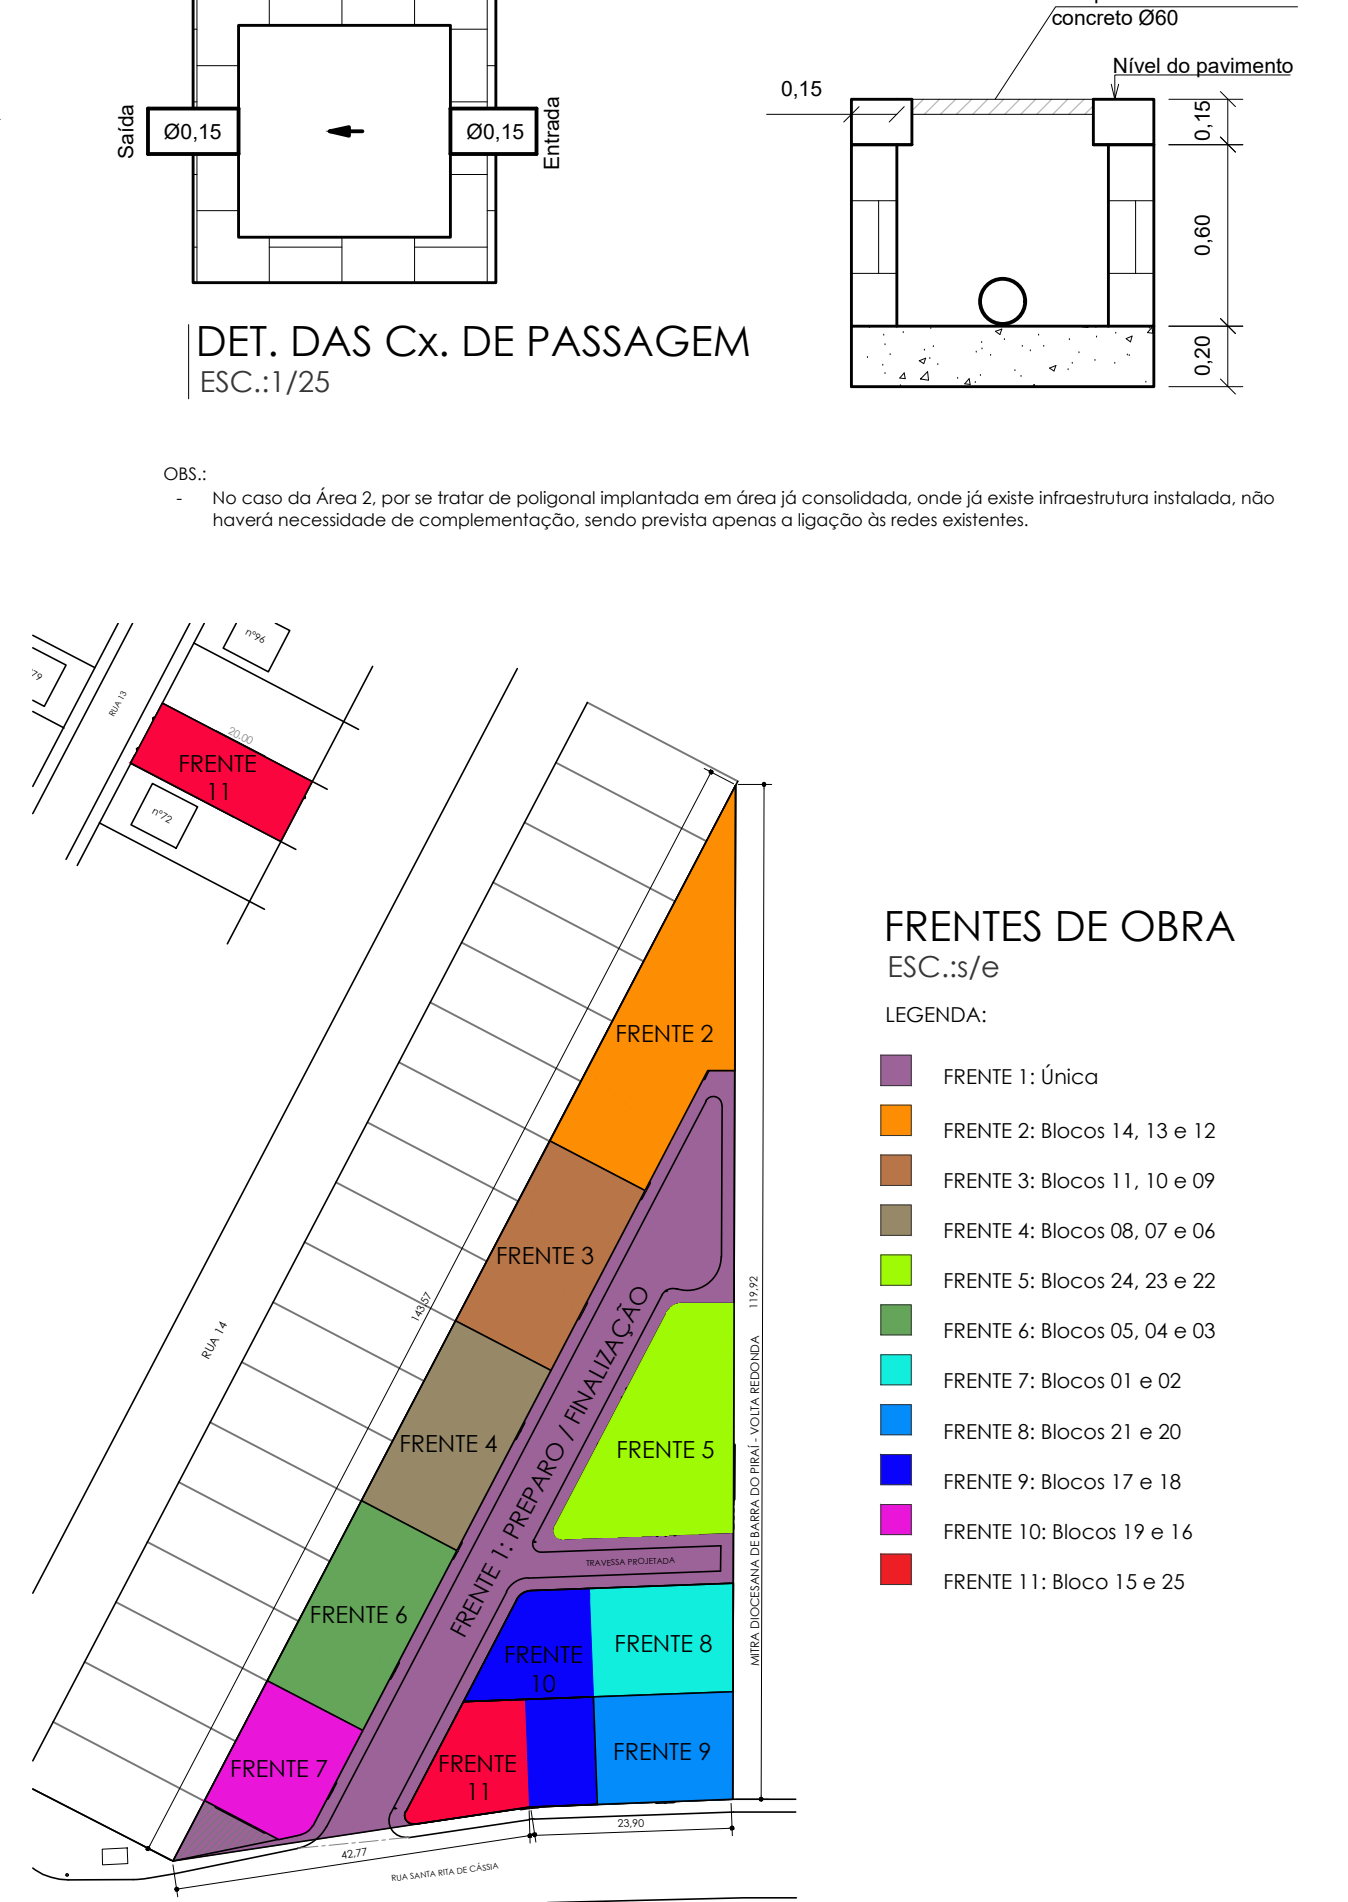 concreto Ø60
Nível do pavimento
0,15
0,15
Saída
Ø0,15
Ø0,15
Entrada
0,60
0,20
DET. DAS Cx. DE PASSAGEM
ESC.:1/25
OBS.:
- No caso da Área 2, por se tratar de poligonal implantada em área já consolidada, onde já existe infraestrutura instalada, não
haverá necessidade de complementação, sendo prevista apenas a ligação às redes existentes.
nº96
79
RUA 13
20.00
FRENTE
11
nº72
FRENTE 2
FRENTE 3
143,57
RUA 14
FRENTE 4
FRENTE 1: PREPARO / FINALIZAÇÃO
FRENTE 5
119,92
MITRA DIOCESANA DE BARRA DO PIRAÍ - VOLTA REDONDA
TRAVESSA PROJETADA
FRENTE 6
FRENTE 8
FRENTE
10
FRENTE 7
FRENTE
11
FRENTE 9
23,90
42,77
RUA SANTA RITA DE CÁSSIA
FRENTES DE OBRA
ESC.:s/e
LEGENDA:
FRENTE 1: Única
FRENTE 2: Blocos 14, 13 e 12
FRENTE 3: Blocos 11, 10 e 09
FRENTE 4: Blocos 08, 07 e 06
FRENTE 5: Blocos 24, 23 e 22
FRENTE 6: Blocos 05, 04 e 03
FRENTE 7: Blocos 01 e 02
FRENTE 8: Blocos 21 e 20
FRENTE 9: Blocos 17 e 18
FRENTE 10: Blocos 19 e 16
FRENTE 11: Bloco 15 e 25